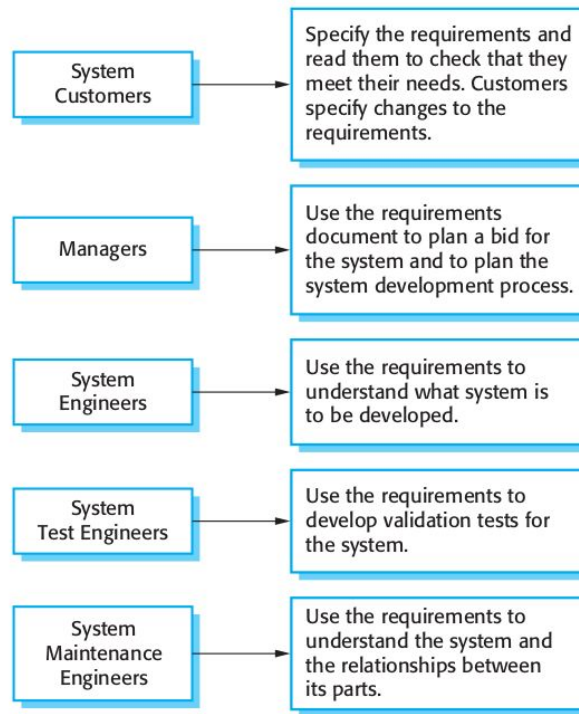 System
Customers
Specify the requirements and
read them to check that they
meet their needs. Customers
specify changes to the
requirements.
Managers
Use the requirements
document to plan a bid for
the system and to plan the
system development process.
System
Engineers
Use the requirements to
understand what system is
to be developed.
System
Test Engineers
Use the requirements to
develop validation tests for
the system.
System
Maintenance
Engineers
Use the requirements to
understand the system and
the relationships between
its parts.